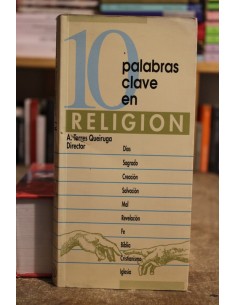 10 palabras
clave
en
RELIGION
A. Torres Queiruga
Director
Dios
Sagrado
Creación
Salvación
Mal
Revelación
Fe
Biblia
Cristianismo
Iglesia